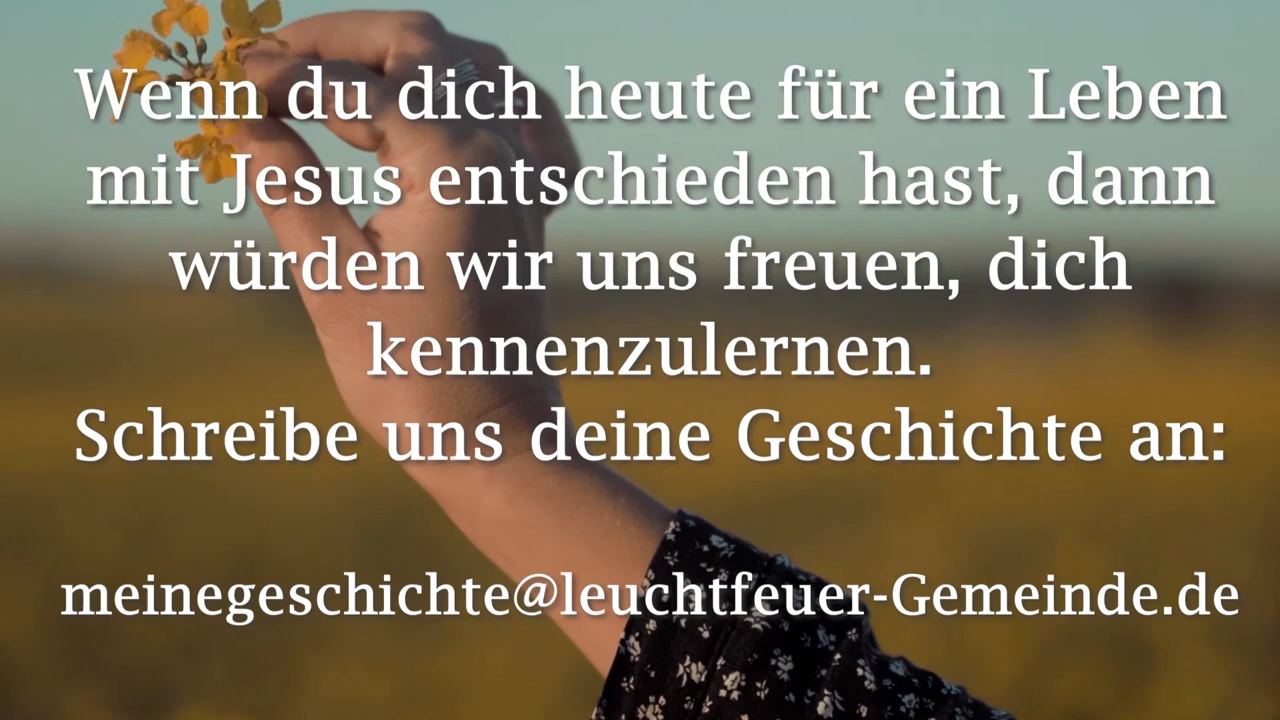 Wenn du dich heute für ein Leben
mit Jesus entschieden hast, dann
würden wir uns freuen, dich
kennenzulernen.
Schreibe uns deine Geschichte an:
meinegeschichte@leuchtfeuer-Gemeinde.de